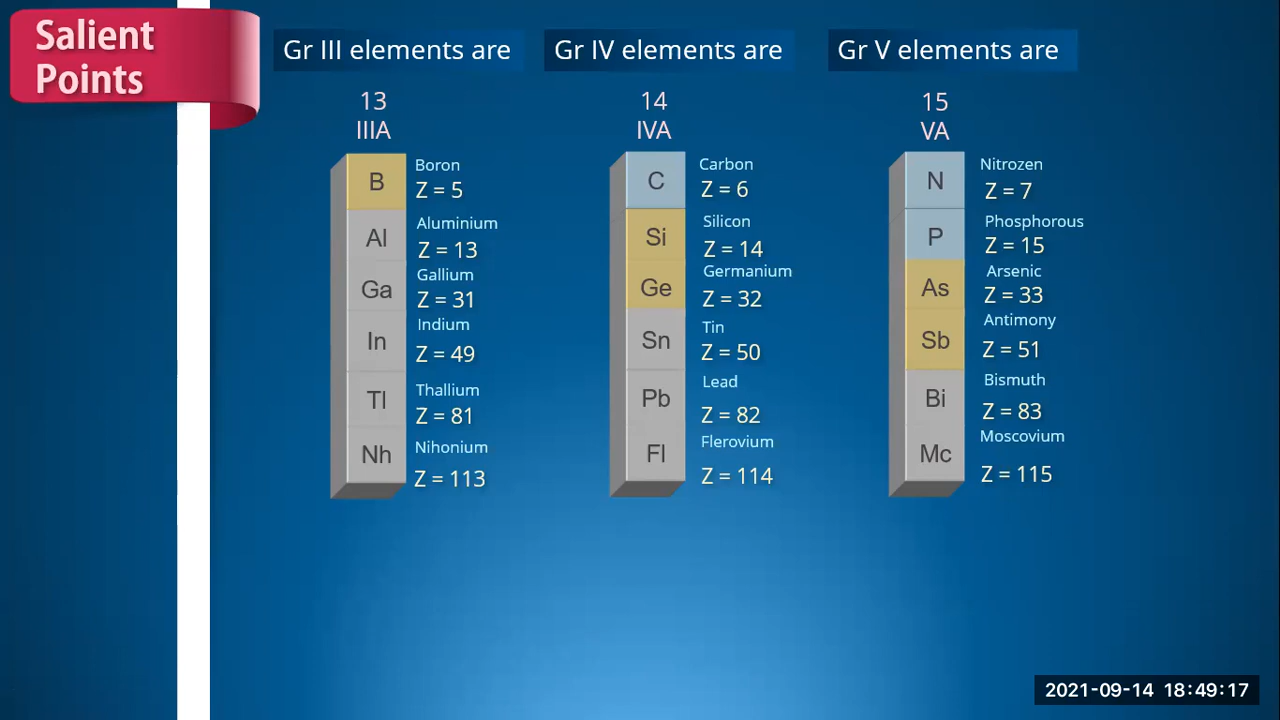 Salient
Points
Gr III elements are
Gr IV elements are
Gr V elements are
13
IIIA
B
Boron
Z = 5
Al
Aluminium
Z = 13
Ga
Gallium
Z = 31
In
Indium
Z = 49
Tl
Thallium
Z = 81
Nh
Nihonium
Z = 113
14
IVA
C
Carbon
Z = 6
Si
Silicon
Z = 14
Ge
Germanium
Z = 32
Sn
Tin
Z = 50
Pb
Lead
Z = 82
Fl
Flerovium
Z = 114
15
VA
N
Nitrozen
Z = 7
P
Phosphorous
Z = 15
As
Arsenic
Z = 33
Sb
Antimony
Z = 51
Bi
Bismuth
Z = 83
Mc
Moscovium
Z = 115
2021-09-14 18:49:17